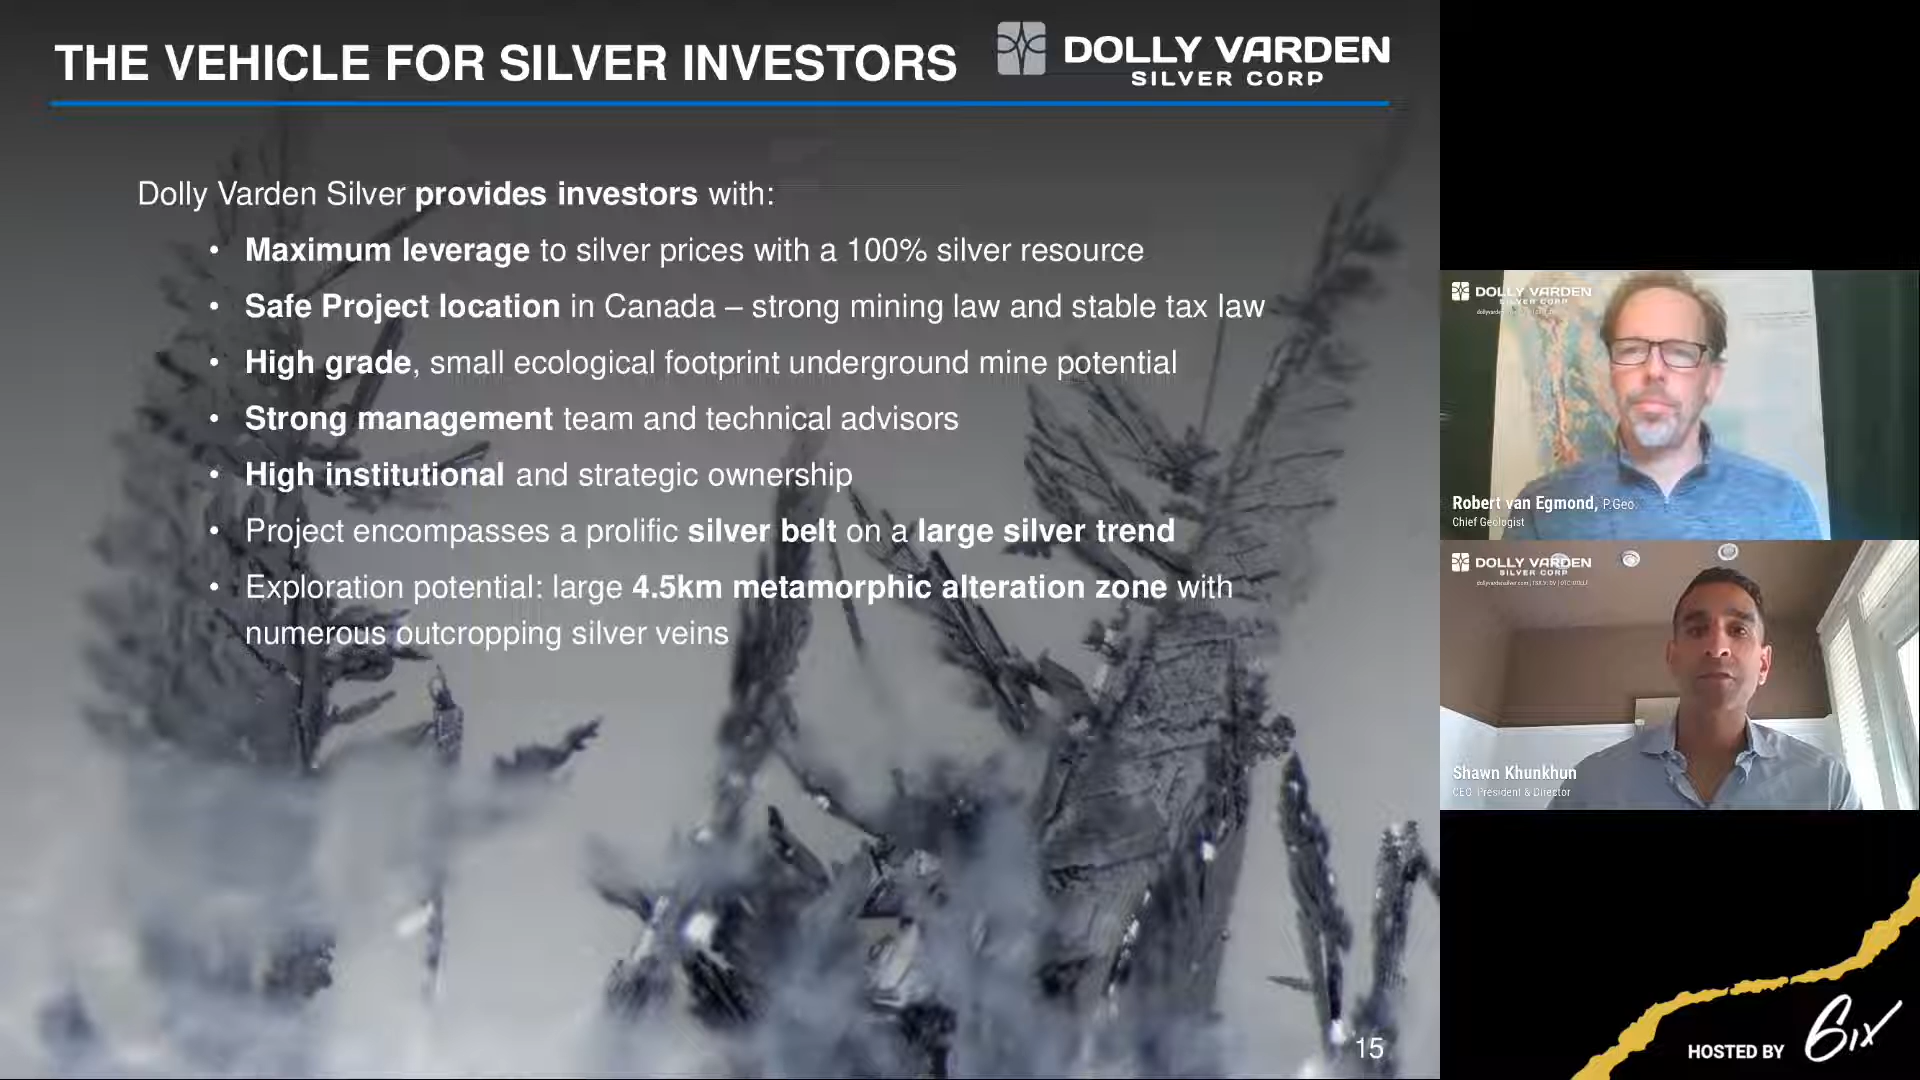 THE VEHICLE FOR SILVER INVESTORS
DOLLY VARDEN
SILVER CORP
Dolly Varden Silver provides investors with:
• Maximum leverage to silver prices with a 100% silver resource
• Safe Project location in Canada – strong mining law and stable tax law
• High grade, small ecological footprint underground mine potential
• Strong management team and technical advisors
• High institutional and strategic ownership
• Project encompasses a prolific silver belt on a large silver trend
• Exploration potential: large 4.5km metamorphic alteration zone with
numerous outcropping silver veins
15
DOLLY VARDEN
SILVER CORP
Robert van Egmond, P.Geo.
Chief Geologist
DOLLY VARDEN
SILVER CORP
Shawn Khunkhun
CEO President & Director
HOSTED BY 6ix